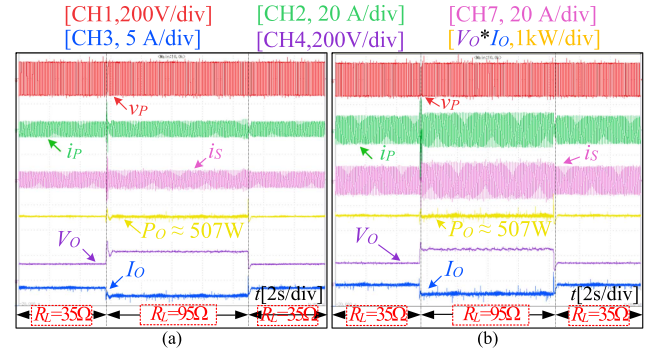 [CH1,200V/div] [CH2, 20 A/div] [CH7, 20 A/div]
[CH3, 5 A/div] [CH4,200V/div] [VO*IO,1kW/div]
(a)
vP
iP
iS
PO ≈ 507W
VO
IO
t[2s/div]
RL=35Ω RL=95Ω RL=35Ω
(a)
(b)
vP
iP
iS
PO ≈ 507W
VO
IO
t[2s/div]
RL=35Ω RL=95Ω RL=35Ω
(b)